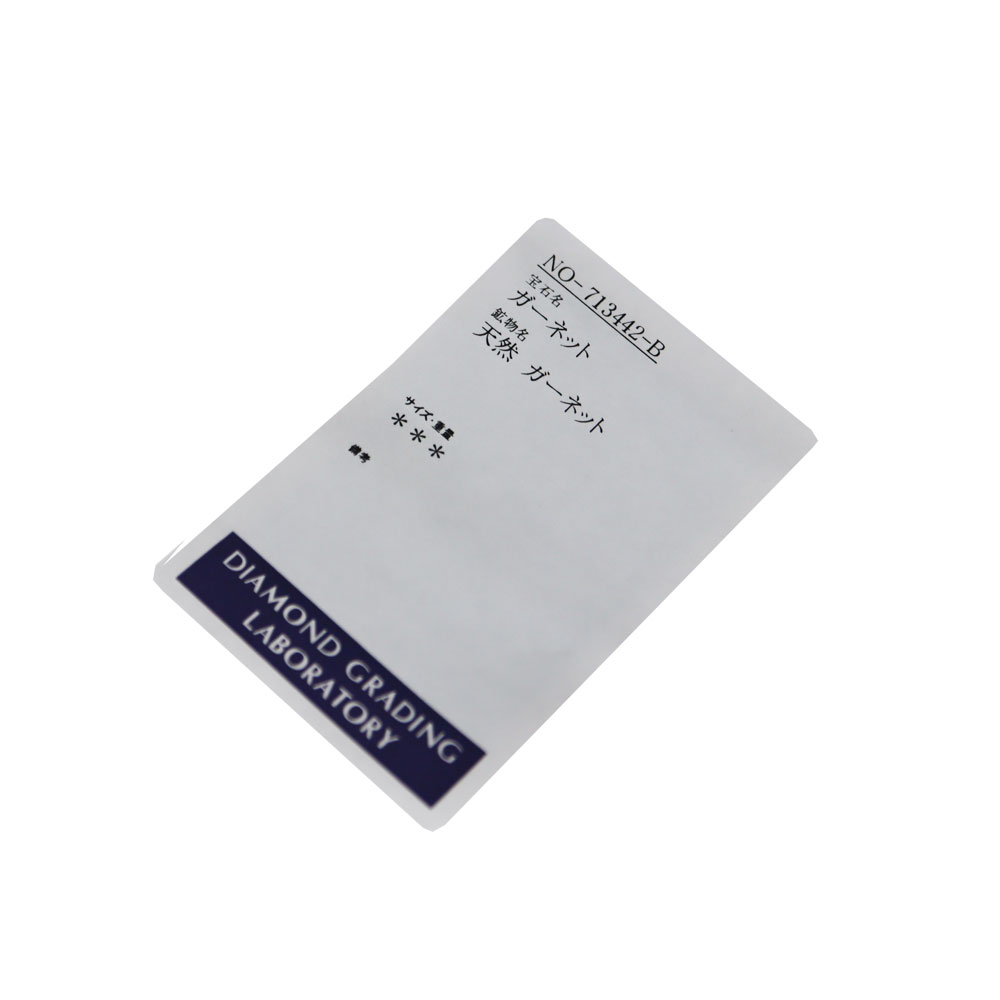 NO-713442-B
宝石名
ガーネット
鉱物名
天然 ガーネット
サイズ・重量
＊＊＊
備考
DIAMOND GRADING
LABORATORY